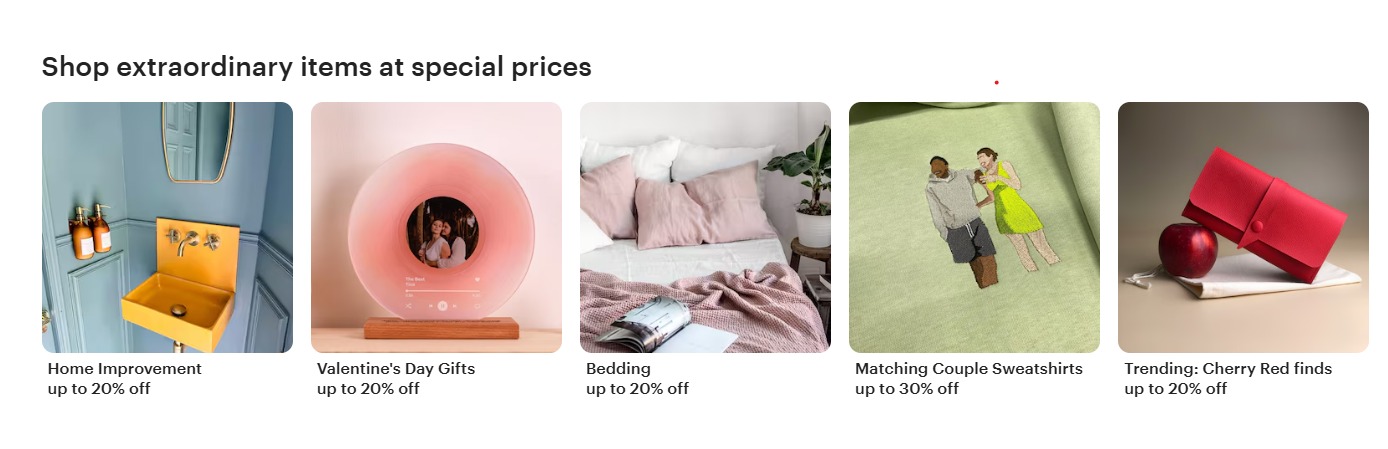 Shop extraordinary items at special prices
Home Improvement
up to 20% off
Valentine's Day Gifts
up to 20% off
Bedding
up to 20% off
Matching Couple Sweatshirts
up to 30% off
Trending: Cherry Red finds
up to 20% off